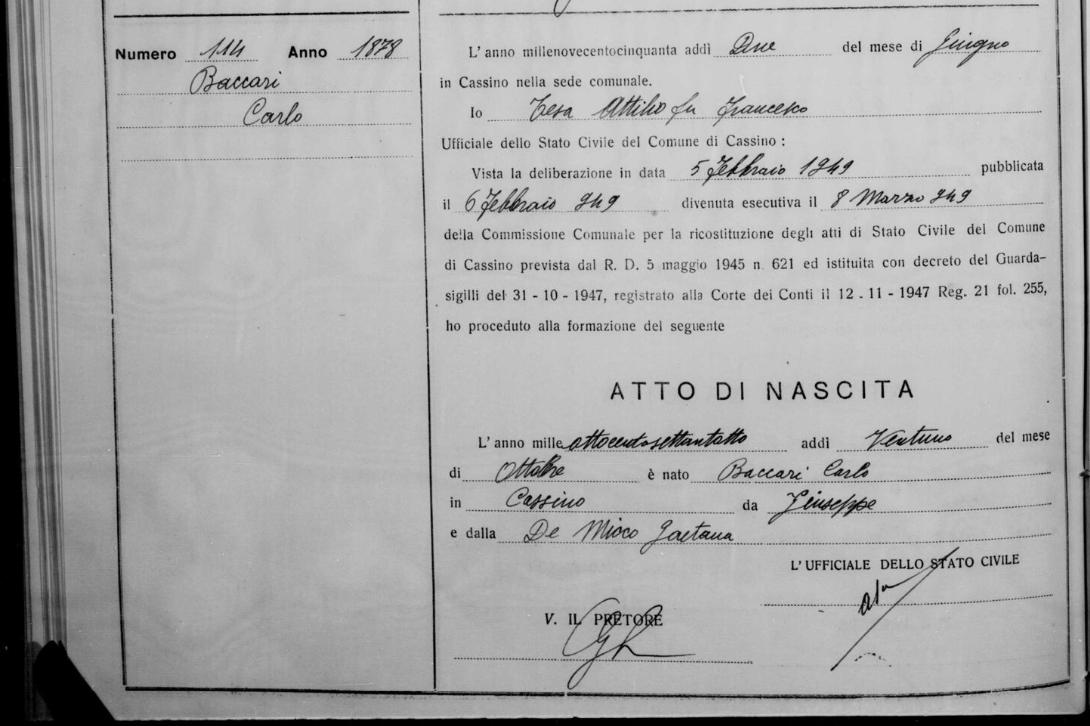 Numero 114 Anno 1878
Baccari
Carlo
L' anno millenovecentocinquanta addì Due del mese di Giugno
in Cassino nella sede comunale.
Io Tesa Attilio fu Francesco
Ufficiale dello Stato Civile del Comune di Cassino :
Vista la deliberazione in data 5 Febbraio 1949 pubblicata
il 6 Febbraio 949 divenuta esecutiva il 8 Marzo 949
della Commissione Comunale per la ricostituzione degli atti di Stato Civile del Comune
di Cassino prevista dal R. D. 5 maggio 1945 n. 621 ed istituita con decreto del Guarda-
sigilli del 31 - 10 - 1947, registrato alla Corte dei Conti il 12 . 11 - 1947 Reg. 21 fol. 255,
ho proceduto alla formazione del seguente
ATTO DI NASCITA
L' anno mille ottocentosettantotto addì Ventuno del mese
di Ottobre è nato Baccari Carlo
in Cassino da Giuseppe
e dalla De Mioco Gaetana
L' UFFICIALE DELLO STATO CIVILE
V. IL PRETORE